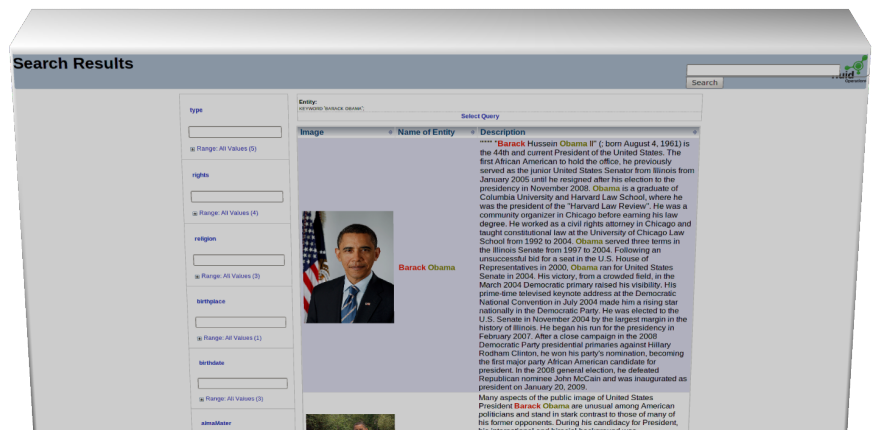 Search Results
Search
Operations
type
Range: All Values (5)
rights
Range: All Values (4)
religion
Range: All Values (3)
birthplace
Range: All Values (1)
birthdate
Range: All Values (3)
almaMater
Entity:
KEYWORD "BARACK OBAMA";
Select Query
Image
Name of Entity
Description
Barack Obama
""" "Barack Hussein Obama II" (; born August 4, 1961) is
the 44th and current President of the United States. The
first African American to hold the office, he previously
served as the junior United States Senator from Illinois from
January 2005 until he resigned after his election to the
presidency in November 2008. Obama is a graduate of
Columbia University and Harvard Law School, where he
was the president of the "Harvard Law Review". He was a
community organizer in Chicago before earning his law
degree. He worked as a civil rights attorney in Chicago and
taught constitutional law at the University of Chicago Law
School from 1992 to 2004. Obama served three terms in
the Illinois Senate from 1997 to 2004. Following an
unsuccessful bid for a seat in the U.S. House of
Representatives in 2000, Obama ran for United States
Senate in 2004. His victory, from a crowded field, in the
March 2004 Democratic primary raised his visibility. His
prime-time televised keynote address at the Democratic
National Convention in July 2004 made him a rising star
nationally in the Democratic Party. He was elected to the
U.S. Senate in November 2004 by the largest margin in the
history of Illinois. He began his run for the presidency in
February 2007. After a close campaign in the 2008
Democratic Party presidential primaries against Hillary
Rodham Clinton, he won his party's nomination, becoming
the first major party African American candidate for
president. In the 2008 general election, he defeated
Republican nominee John McCain and was inaugurated as
president on January 20, 2009.
Many aspects of the public image of United States
President Barack Obama are unusual among American
politicians and stand in stark contrast to those of many of
his former opponents. During his candidacy for President,
his international and biracial background was